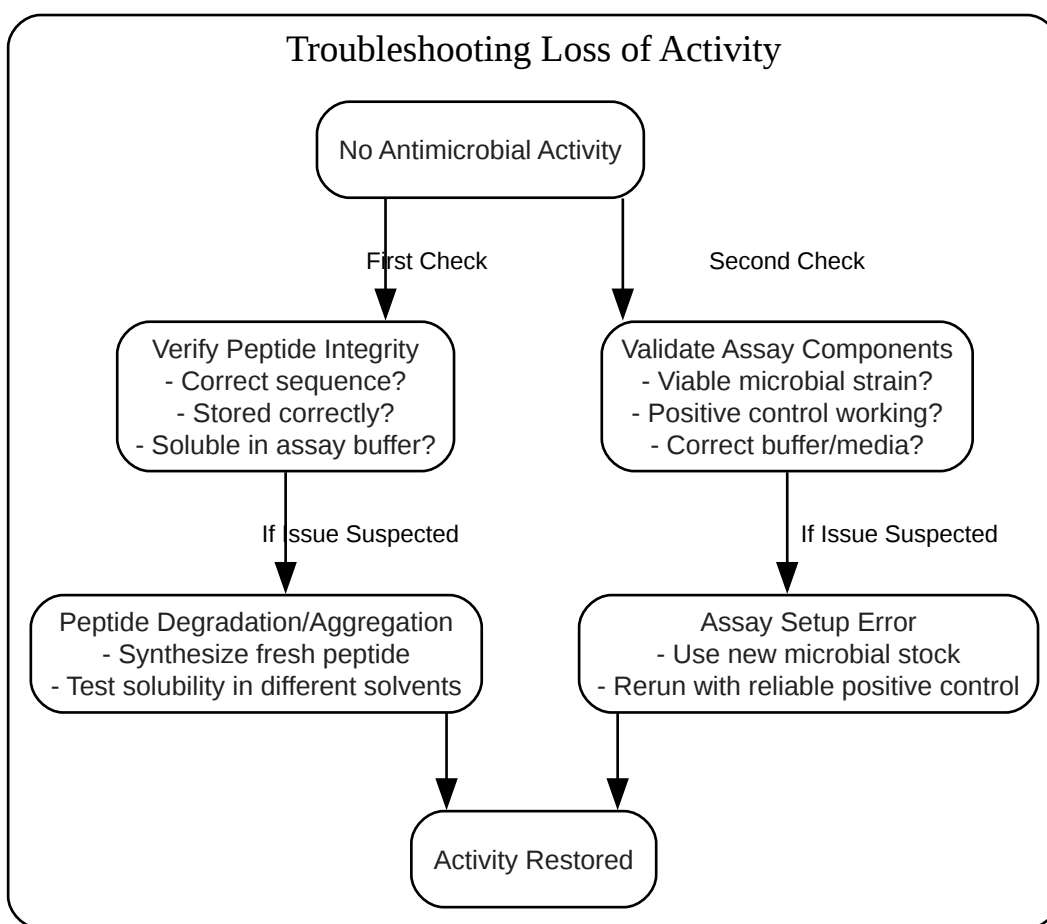 Troubleshooting Loss of Activity
No Antimicrobial Activity
First Check
Second Check
Verify Peptide Integrity
- Correct sequence?
- Stored correctly?
- Soluble in assay buffer?
Validate Assay Components
- Viable microbial strain?
- Positive control working?
- Correct buffer/media?
If Issue Suspected
If Issue Suspected
Peptide Degradation/Aggregation
- Synthesize fresh peptide
- Test solubility in different solvents
Assay Setup Error
- Use new microbial stock
- Rerun with reliable positive control
Activity Restored